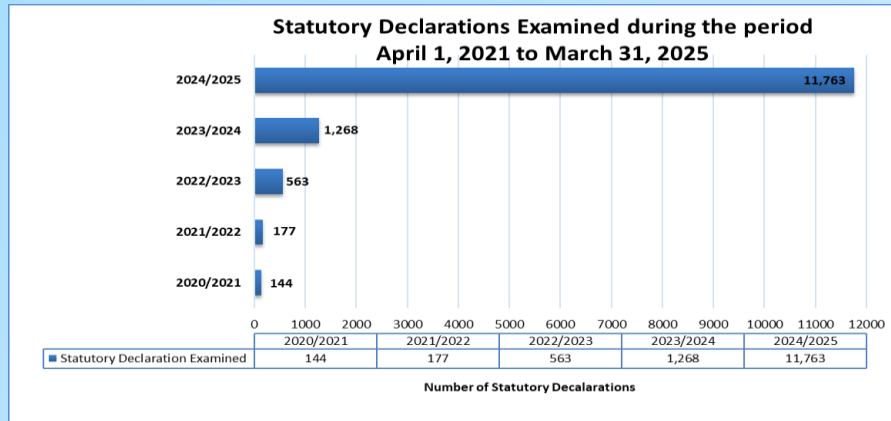 Statutory Declarations Examined during the period
April 1, 2021 to March 31, 2025
2024/2025 11,763
2023/2024 1,268
2022/2023 563
2021/2022 177
2020/2021 144
0 1000 2000 3000 4000 5000 6000 7000 8000 9000 10000 11000 12000
2020/2021 2021/2022 2022/2023 2023/2024 2024/2025
Statutory Declaration Examined 144 177 563 1,268 11,763
Number of Statutory Decalarations